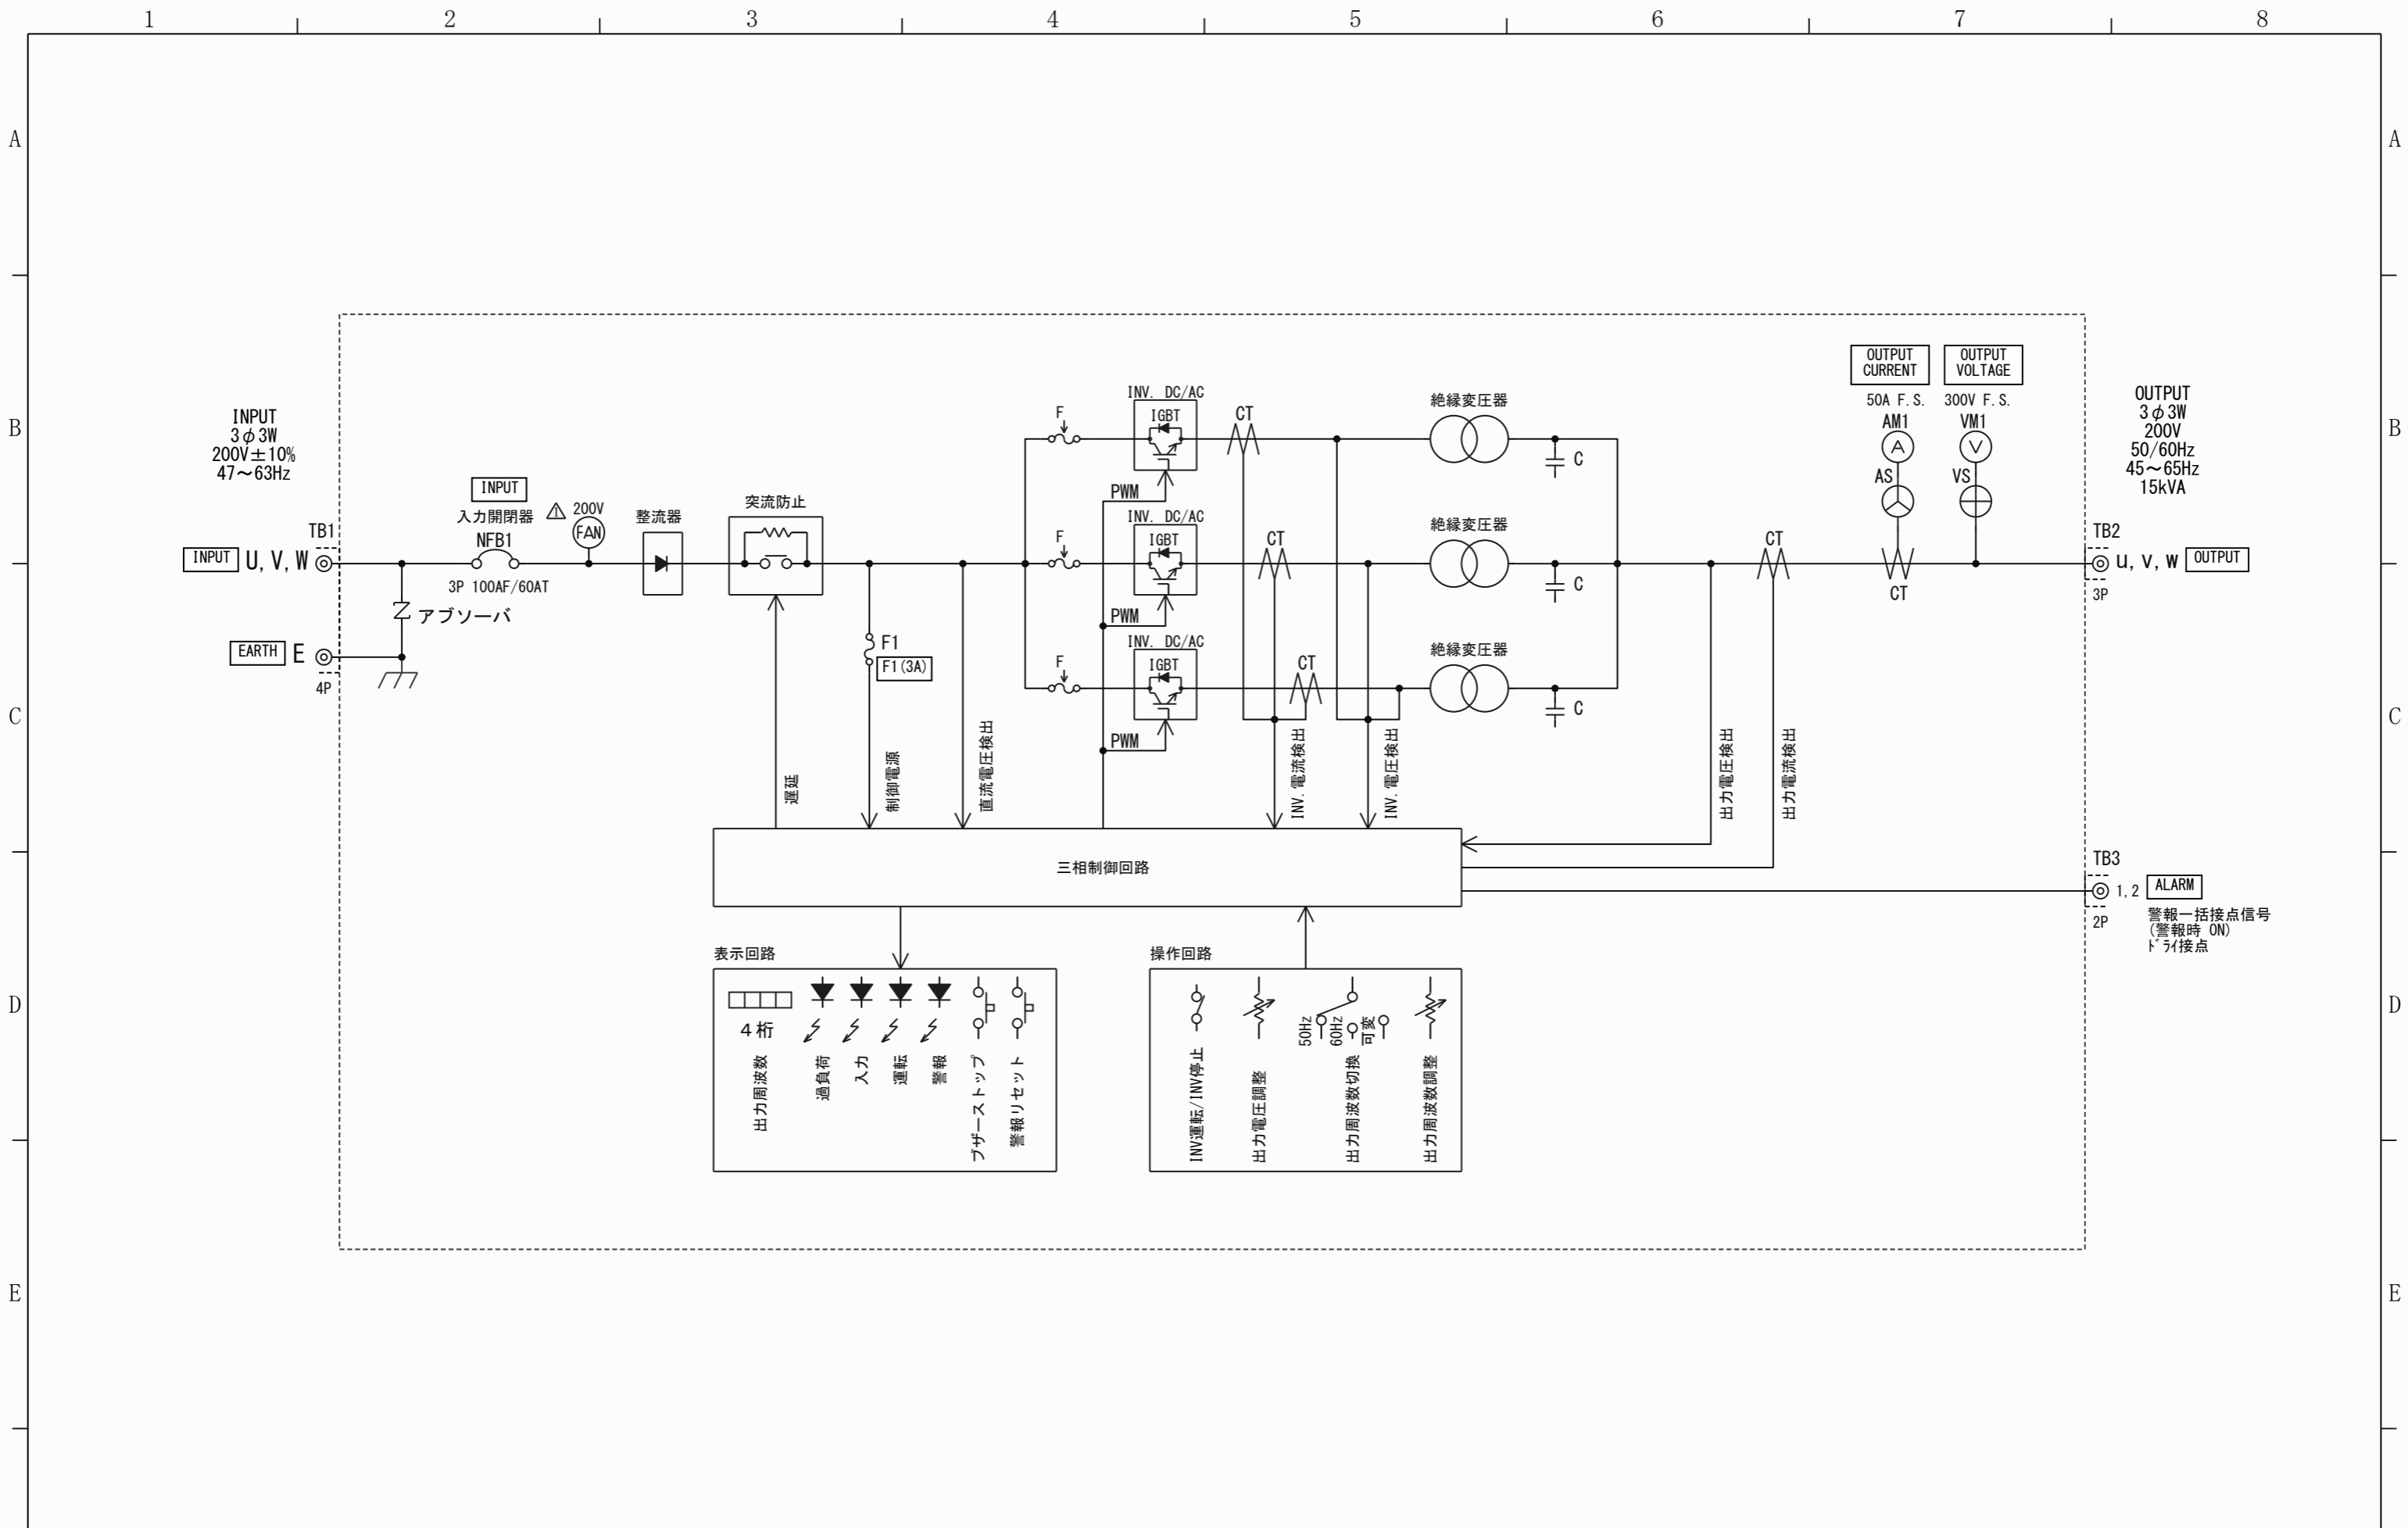 1
2
3
4
5
6
7
8
A
A
B
B
C
C
D
D
E
E
INPUT
3φ3W
200V±10%
47～63Hz
TB1
INPUT
U,V,W
EARTH
E
4P
アブソーバ
INPUT
入力開閉器
NFB1
3P 100AF/60AT
1
200V
FAN
整流器
突流防止
遅延
F1
F1(3A)
制御電源
直流電圧検出
F
INV. DC/AC
IGBT
PWM
CT
絶縁変圧器
C
F
INV. DC/AC
IGBT
PWM
CT
絶縁変圧器
C
F
INV. DC/AC
IGBT
PWM
CT
絶縁変圧器
C
INV.電流検出
INV.電圧検出
出力電圧検出
出力電流検出
CT
OUTPUT
CURRENT
50A F.S.
AM1
A
AS
CT
OUTPUT
VOLTAGE
300V F.S.
VM1
V
VS
OUTPUT
3φ3W
200V
50/60Hz
45～65Hz
15kVA
TB2
u,v,w
OUTPUT
3P
三相制御回路
TB3
1,2
ALARM
2P
警報一括接点信号
(警報時 ON)
ﾄﾞﾗｲ接点
表示回路
4桁
出力周波数
過負荷
入力
運転
警報
ブザーストップ
警報リセット
操作回路
INV運転/INV停止
出力電圧調整
50Hz
60Hz
可変
出力周波数切換
出力周波数調整